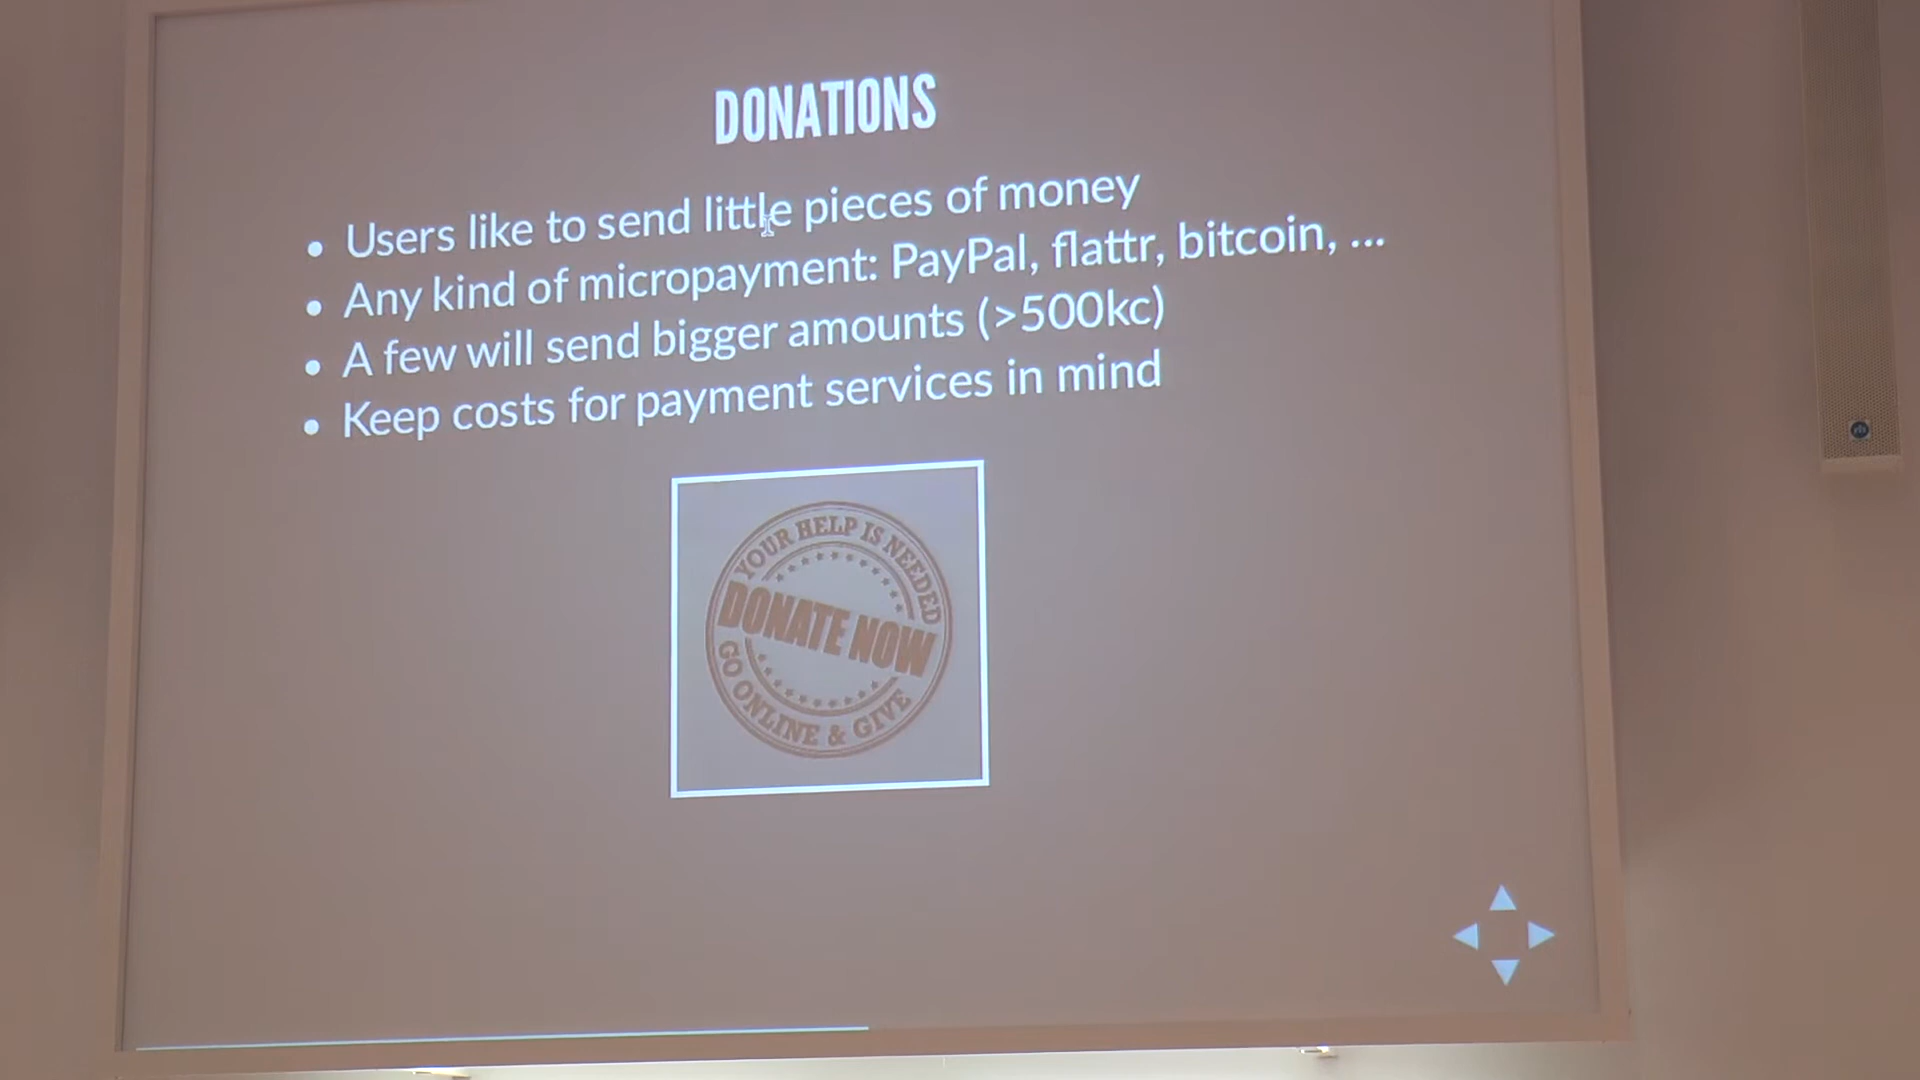 DONATIONS
• Users like to send little pieces of money
• Any kind of micropayment: PayPal, flattr, bitcoin, ...
• A few will send bigger amounts (>500kc)
• Keep costs for payment services in mind
YOUR HELP IS NEEDED
DONATE NOW
GO ONLINE & GIVE